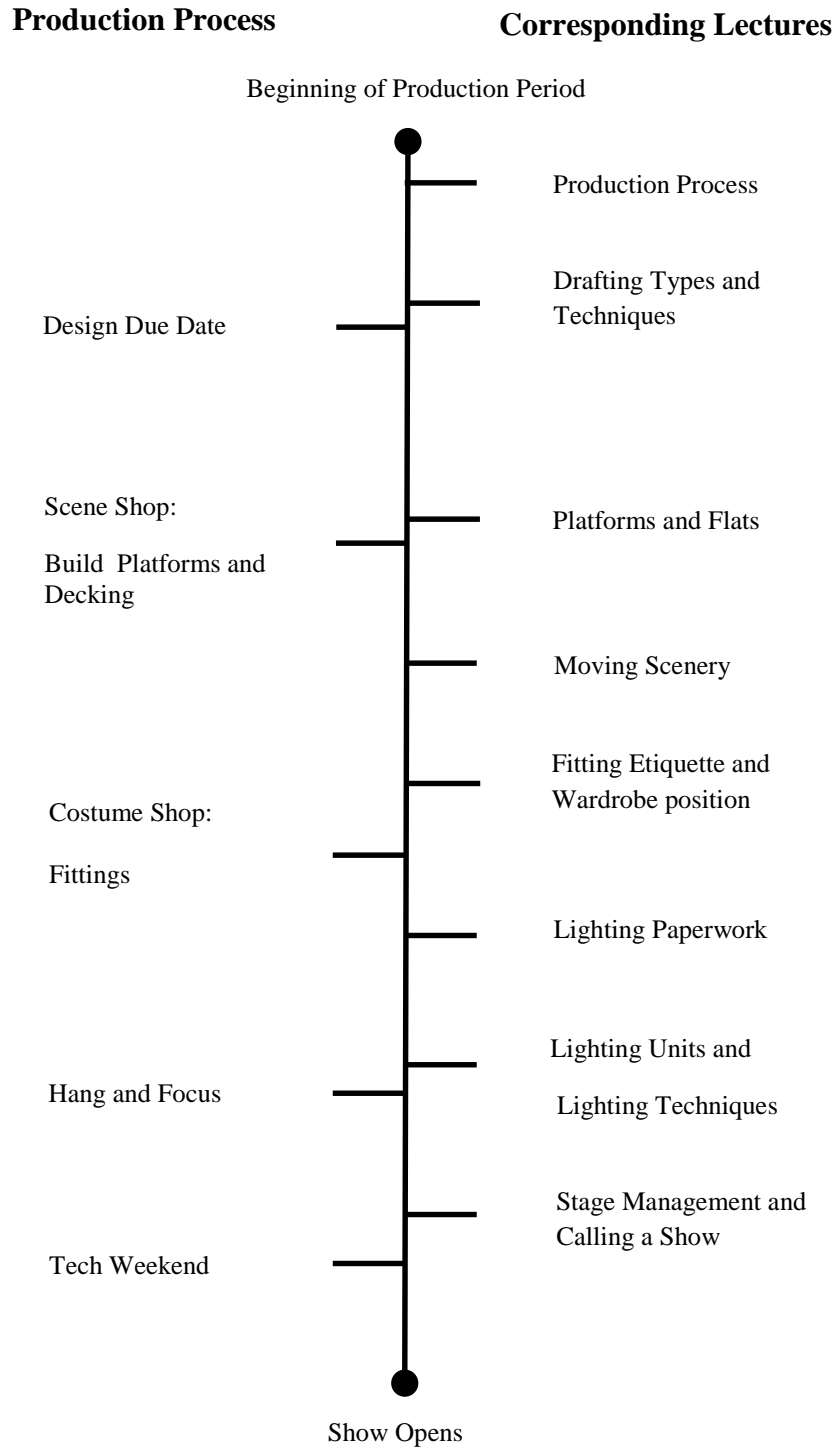 Production Process
Corresponding Lectures
Beginning of Production Period
Production Process
Drafting Types and
Techniques
Design Due Date
Scene Shop:
Build Platforms and
Decking
Platforms and Flats
Moving Scenery
Fitting Etiquette and
Wardrobe position
Costume Shop:
Fittings
Lighting Paperwork
Lighting Units and
Lighting Techniques
Hang and Focus
Stage Management and
Calling a Show
Tech Weekend
Show Opens